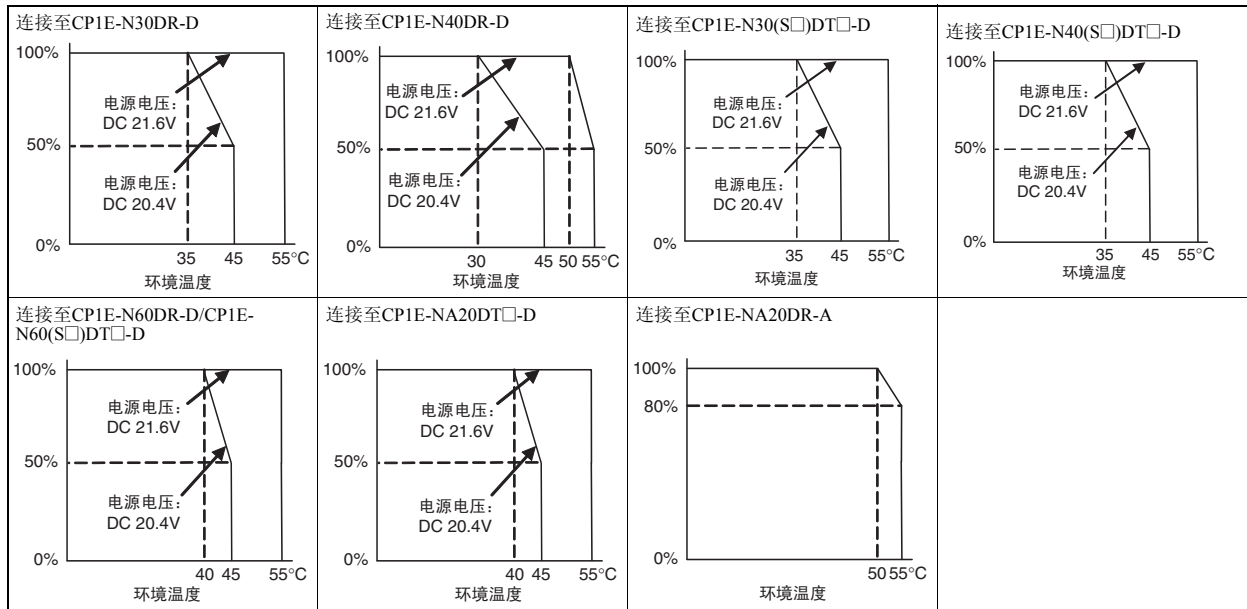 连接至CP1E-N30DR-D
100%
电源电压：
DC 21.6V
50%
电源电压：
DC 20.4V
0%
35 45 55°C
环境温度
连接至CP1E-N40DR-D
100%
电源电压：
DC 21.6V
50%
电源电压：
DC 20.4V
0%
30 45 50 55°C
环境温度
连接至CP1E-N30(S□)DT□-D
100%
电源电压：
DC 21.6V
50%
电源电压：
DC 20.4V
0%
35 45 55°C
环境温度
连接至CP1E-N40(S□)DT□-D
100%
电源电压：
DC 21.6V
50%
电源电压：
DC 20.4V
0%
35 45 55°C
环境温度
连接至CP1E-N60DR-D/CP1E-
N60(S□)DT□-D
100%
电源电压：
DC 21.6V
50%
电源电压：
DC 20.4V
0%
40 45 55°C
环境温度
连接至CP1E-NA20DT□-D
100%
电源电压：
DC 21.6V
50%
电源电压：
DC 20.4V
0%
40 45 55°C
环境温度
连接至CP1E-NA20DR-A
100%
80%
0%
50 55°C
环境温度